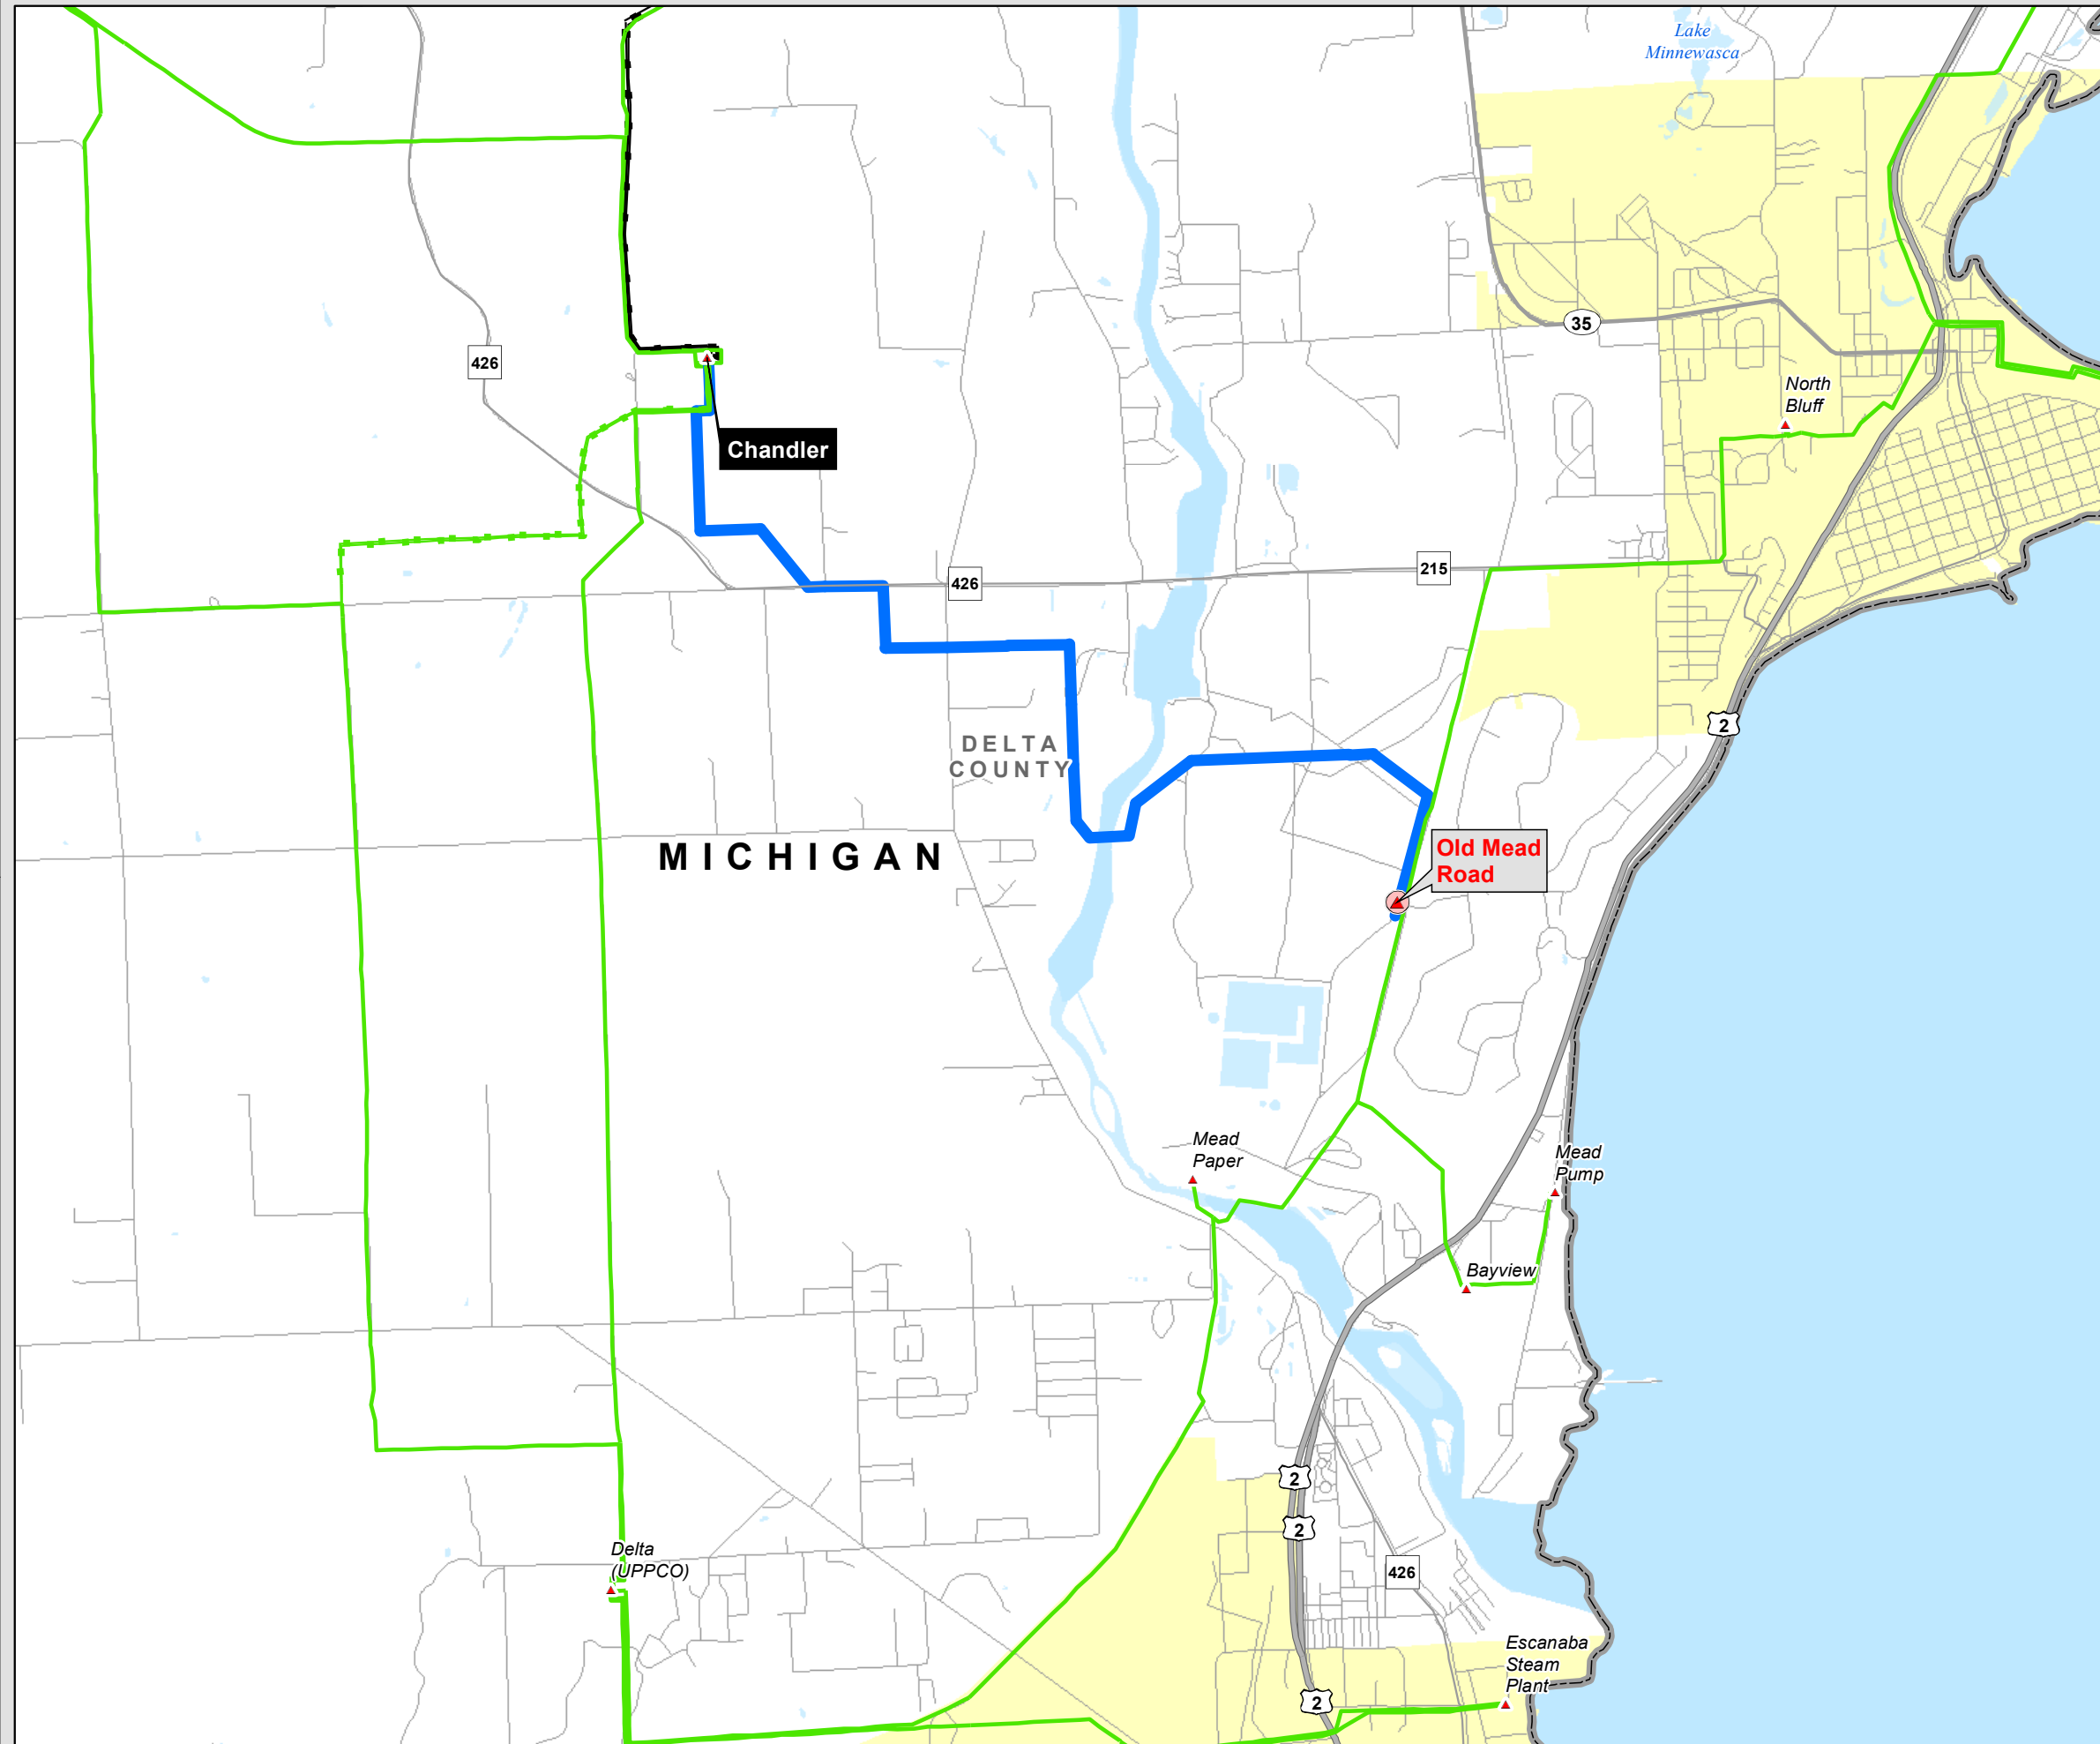 Lake
Minnewasca
35
426
North
Bluff
Chandler
215
426
2
DELTA
COUNTY
MICHIGAN
Old Mead
Road
Mead
Paper
Mead
Pump
Bayview
2
2
Delta
(UPPCO)
426
Escanaba
Steam
Plant
2